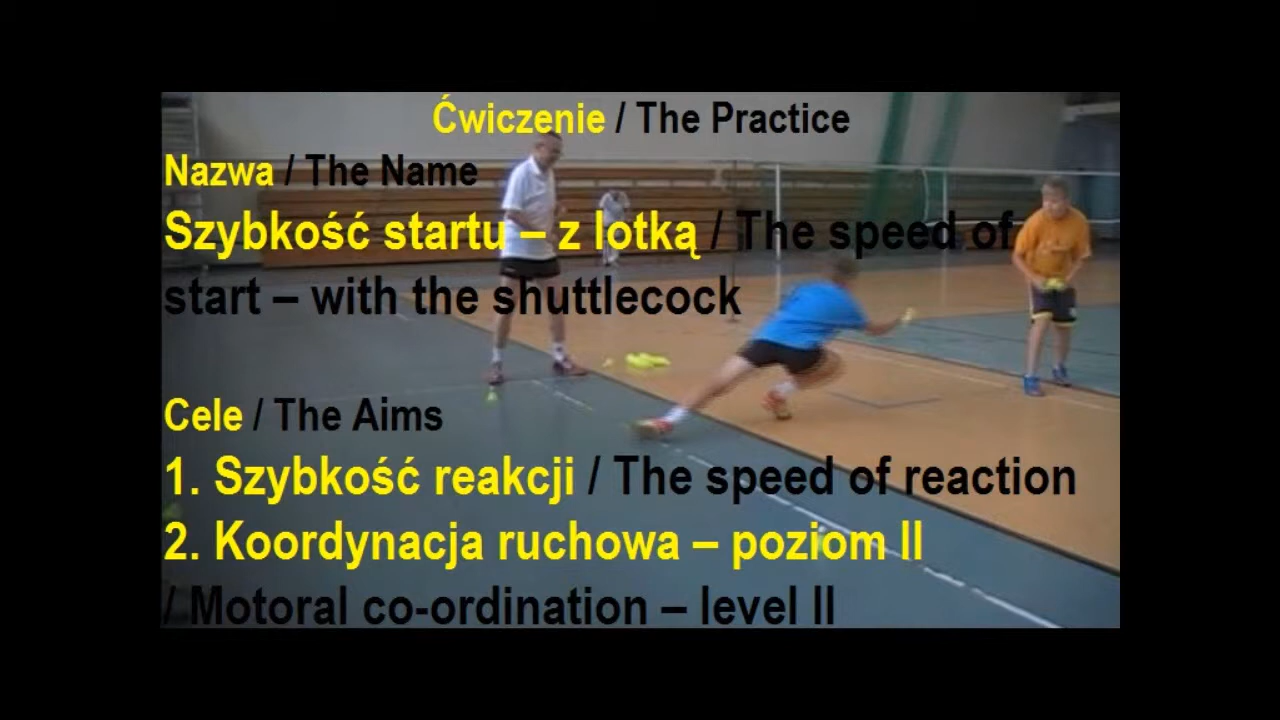 Ćwiczenie / The Practice
Nazwa / The Name
Szybkość startu – z lotką / The speed of
start – with the shuttlecock
Cele / The Aims
1. Szybkość reakcji / The speed of reaction
2. Koordynacja ruchowa – poziom II
/ Motoral co-ordination – level II